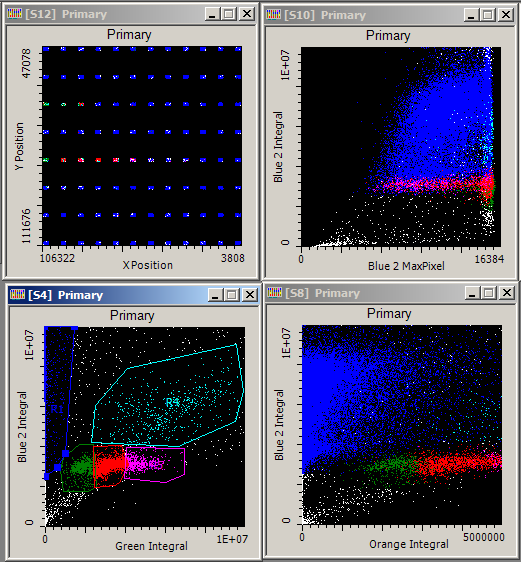 [S12] Primary
Primary
47078
Y Position
111676
106322
X Position
3808
[S10] Primary
Primary
1E+07
Blue 2 Integral
0
0
Blue 2 MaxPixel
16384
[S4] Primary
Primary
1E+07
Blue 2 Integral
0
R4
0
Green Integral
1E+07
[S8] Primary
Primary
1E+07
Blue 2 Integral
0
0
Orange Integral
5000000